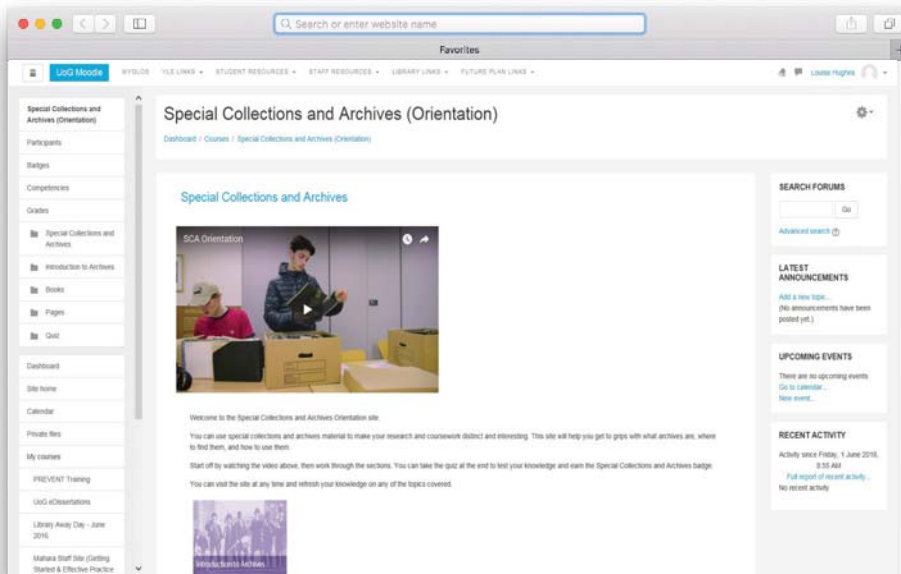 Search or enter website name
Favorites
UoG Moodle MYGLOS YLE LINKS STUDENT RESOURCES STAFF RESOURCES LIBRARY LINKS FUTURE PLAN LINKS Louise Hughes
Special Collections and
Archives (Orientation)
Participants
Badges
Competencies
Grades
Special Collections and
Archives
Introduction to Archives
Books
Pages
Quiz
Dashboard
Site home
Calendar
Private files
My courses
PREVENT Training
UoG eDissertations
Library Away Day - June
2016
Mahara Staff Site (Getting
Started & Effective Practice
Special Collections and Archives (Orientation)
Dashboard / Courses / Special Collections and Archives (Orientation)
Special Collections and Archives
SCA Orientation
Welcome to the Special Collections and Archives Orientation site.
You can use special collections and archives material to make your research and coursework distinct and interesting. This site will help you get to grips with what archives are, where
to find them, and how to use them.
Start off by watching the video above, then work through the sections. You can take the quiz at the end to test your knowledge and earn the Special Collections and Archives badge.
You can visit the site at any time and refresh your knowledge on any of the topics covered.
Introduction to Archives
SEARCH FORUMS
Go
Advanced search
LATEST
ANNOUNCEMENTS
Add a new topic...
(No announcements have been
posted yet.)
UPCOMING EVENTS
There are no upcoming events
Go to calendar...
New event...
RECENT ACTIVITY
Activity since Friday, 1 June 2018,
8:55 AM
Full report of recent activity...
No recent activity